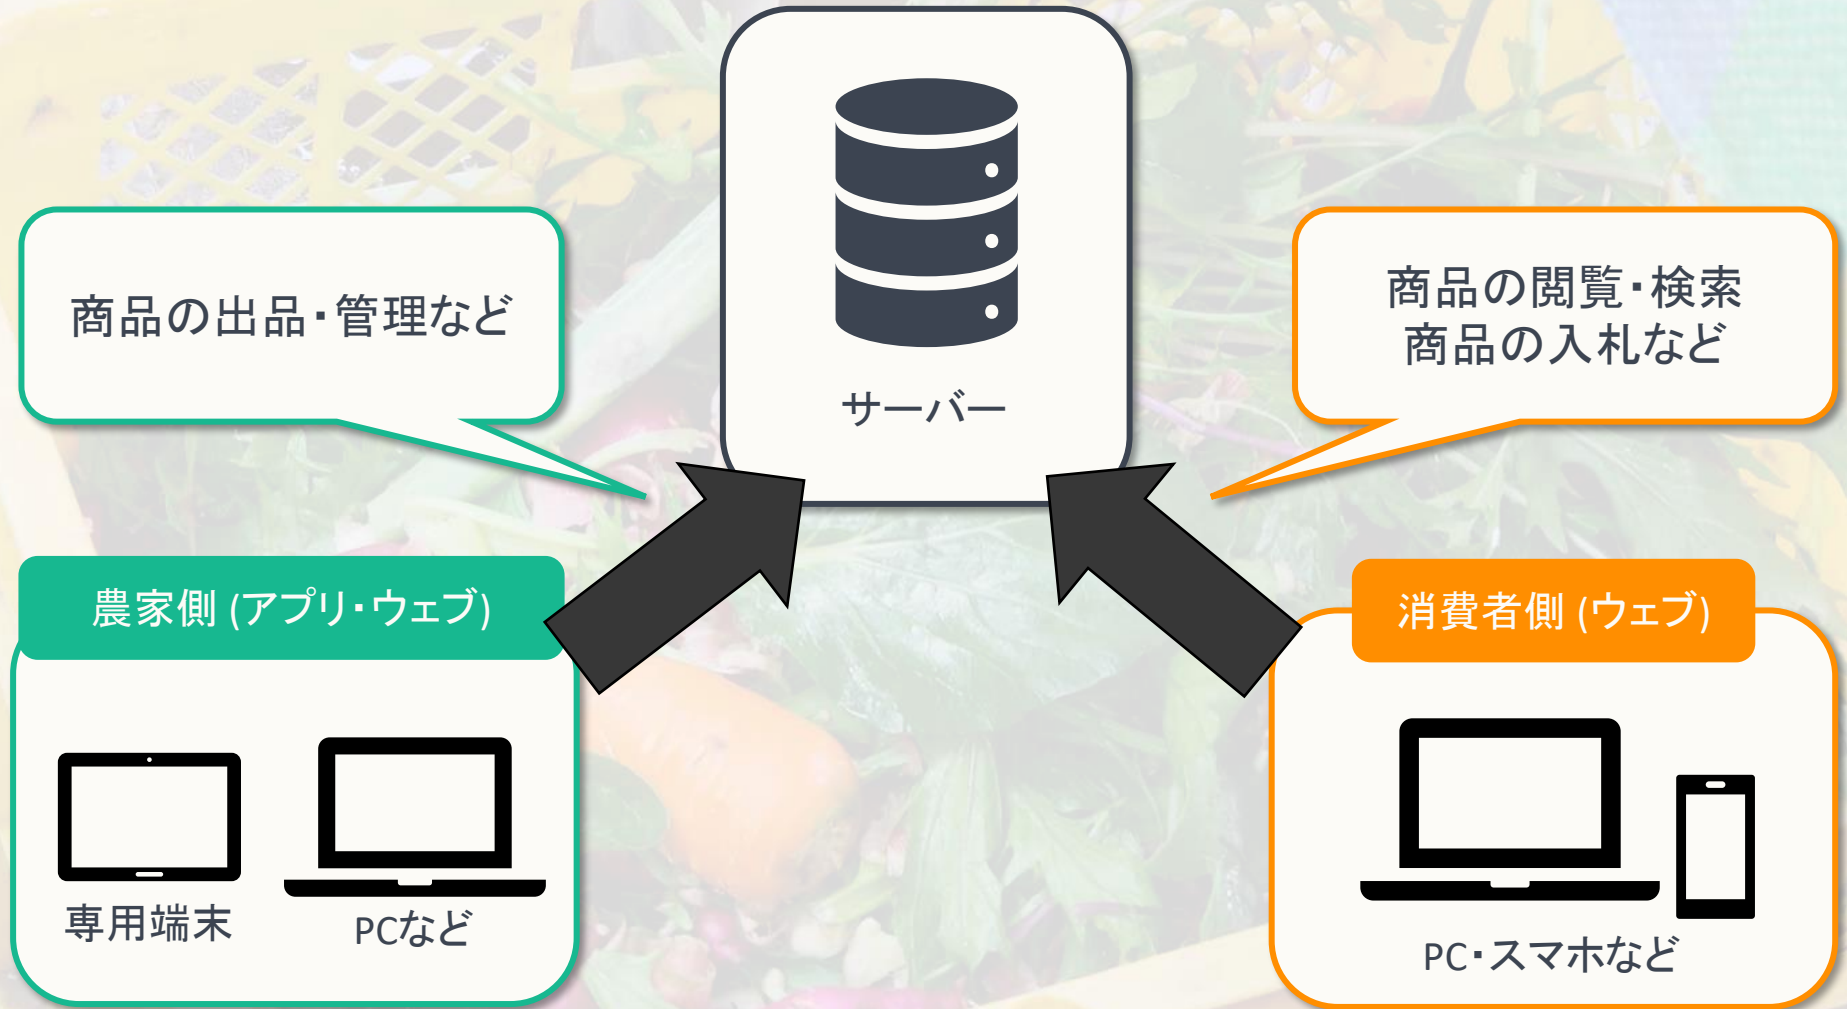 サーバー
商品の出品・管理など
商品の閲覧・検索
商品の入札など
農家側 (アプリ・ウェブ)
専用端末
PCなど
消費者側 (ウェブ)
PC・スマホなど